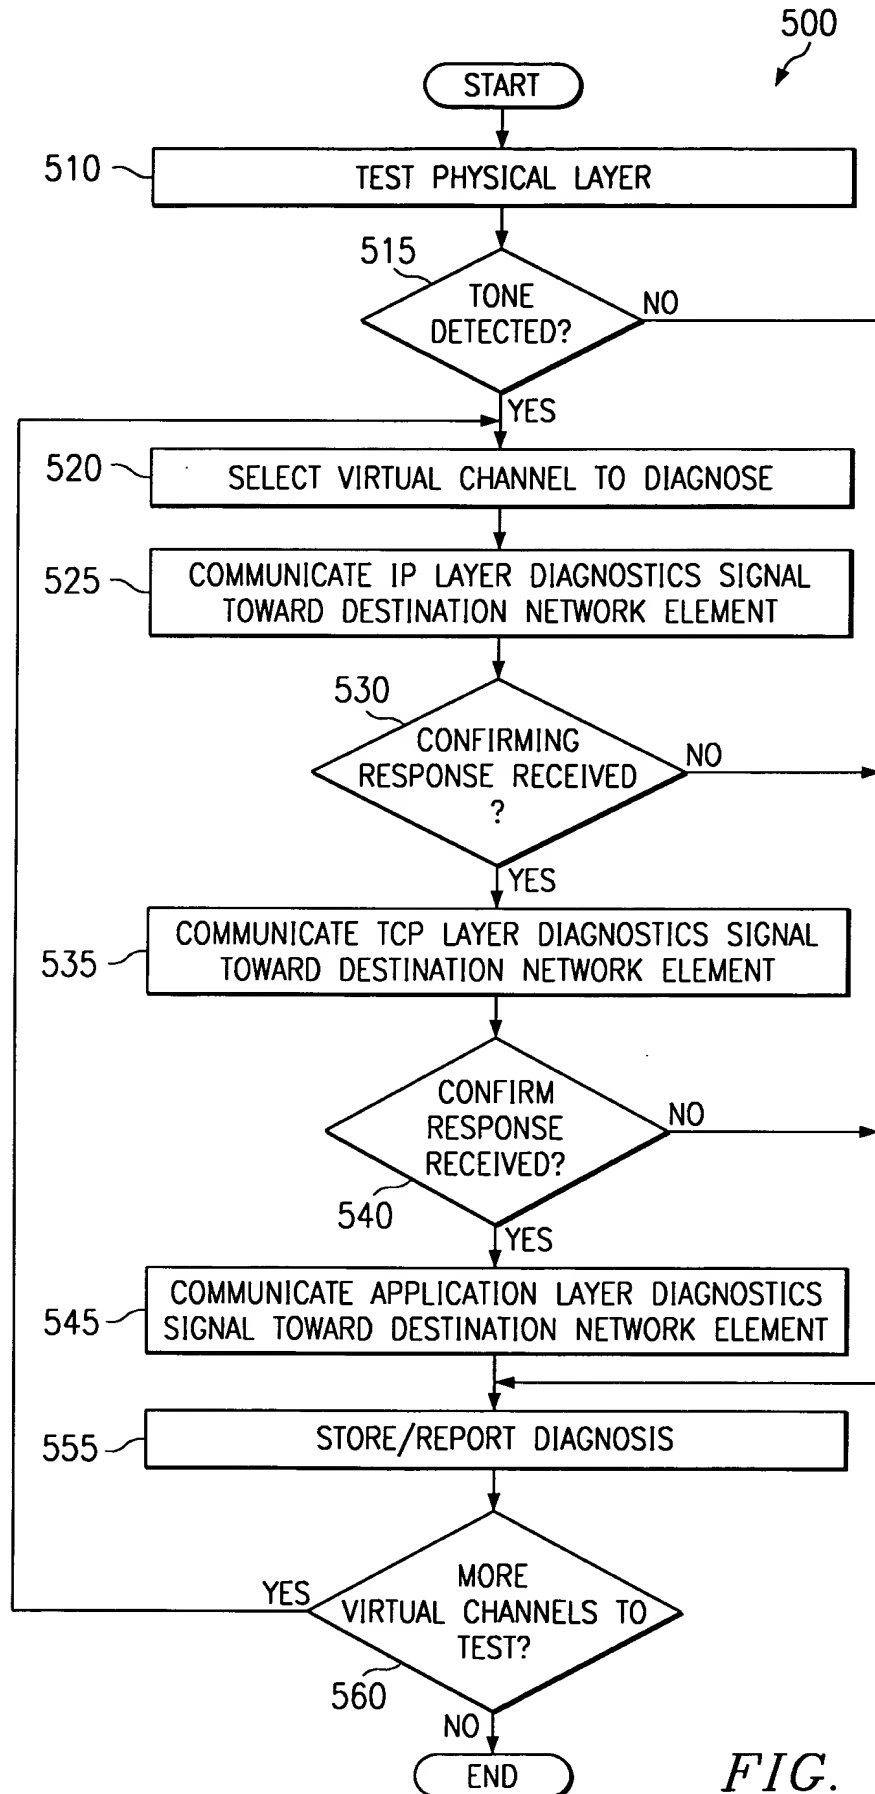 500
START
510
TEST PHYSICAL LAYER
515
TONE
DETECTED?
NO
YES
520
SELECT VIRTUAL CHANNEL TO DIAGNOSE
525
COMMUNICATE IP LAYER DIAGNOSTICS SIGNAL
TOWARD DESTINATION NETWORK ELEMENT
530
CONFIRMING
RESPONSE RECEIVED
?
NO
YES
535
COMMUNICATE TCP LAYER DIAGNOSTICS SIGNAL
TOWARD DESTINATION NETWORK ELEMENT
CONFIRM
RESPONSE
RECEIVED?
NO
540
YES
545
COMMUNICATE APPLICATION LAYER DIAGNOSTICS
SIGNAL TOWARD DESTINATION NETWORK ELEMENT
555
STORE/REPORT DIAGNOSIS
MORE
VIRTUAL CHANNELS TO
TEST?
YES
560
NO
END
FIG.